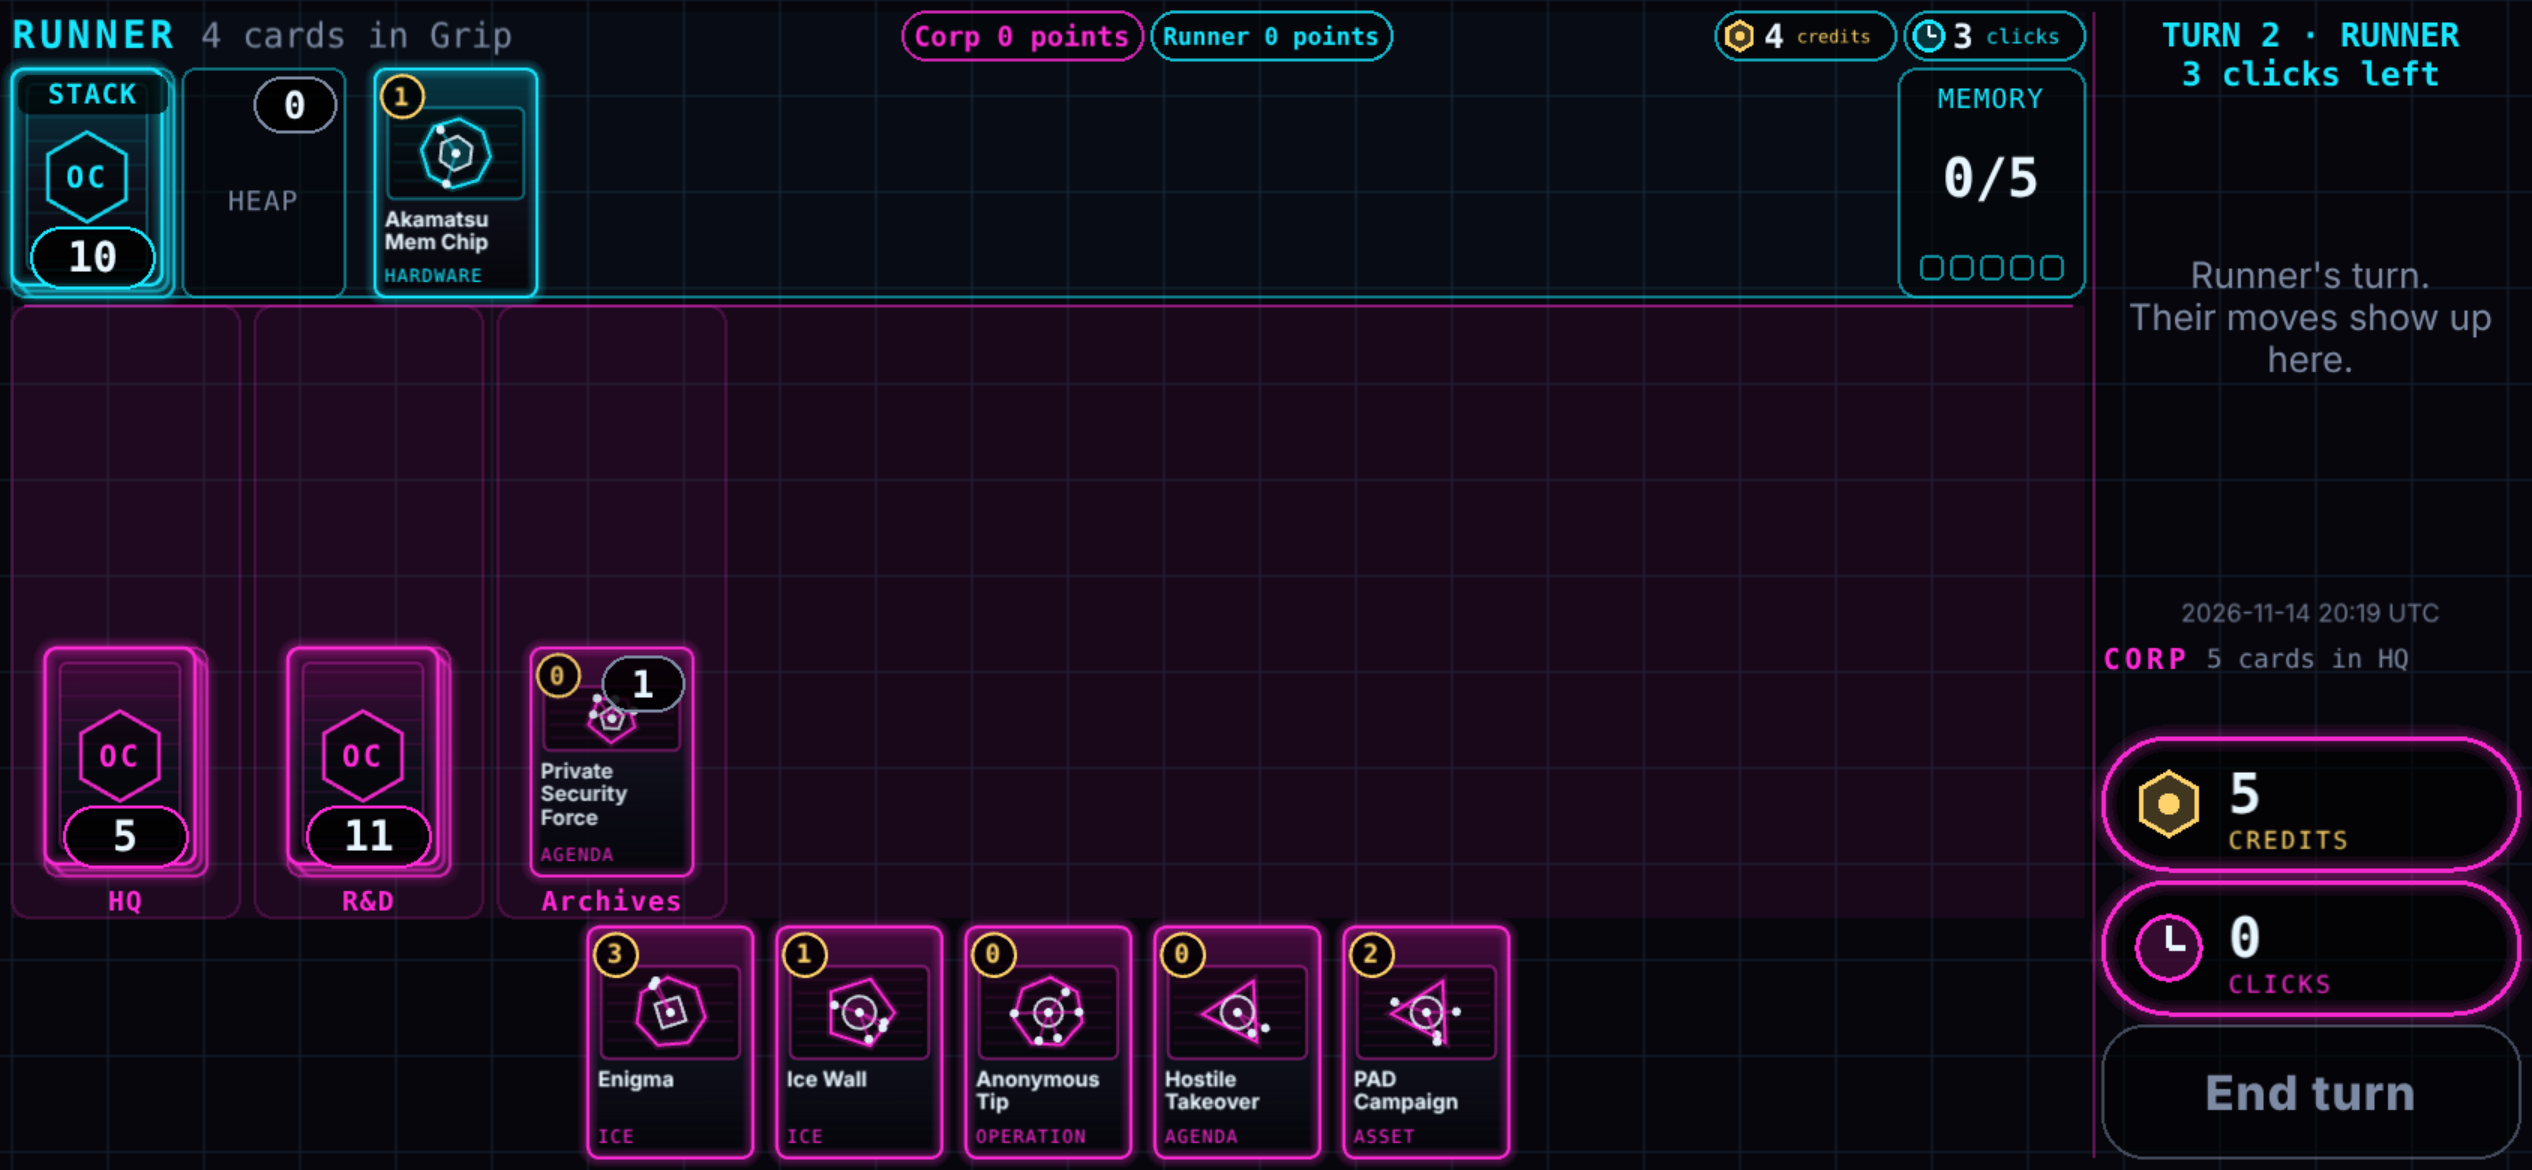 RUNNER 4 cards in Grip
Corp 0 points
Runner 0 points
4 credits
3 clicks
TURN 2 · RUNNER
3 clicks left
STACK
OC
10
0
HEAP
1
Akamatsu
Mem Chip
HARDWARE
MEMORY
0/5
Runner's turn.
Their moves show up
here.
2026-11-14 20:19 UTC
CORP 5 cards in HQ
OC
5
HQ
OC
11
R&D
0
1
Private
Security
Force
AGENDA
Archives
5
CREDITS
0
CLICKS
End turn
3
Enigma
ICE
1
Ice Wall
ICE
0
Anonymous
Tip
OPERATION
0
Hostile
Takeover
AGENDA
2
PAD
Campaign
ASSET